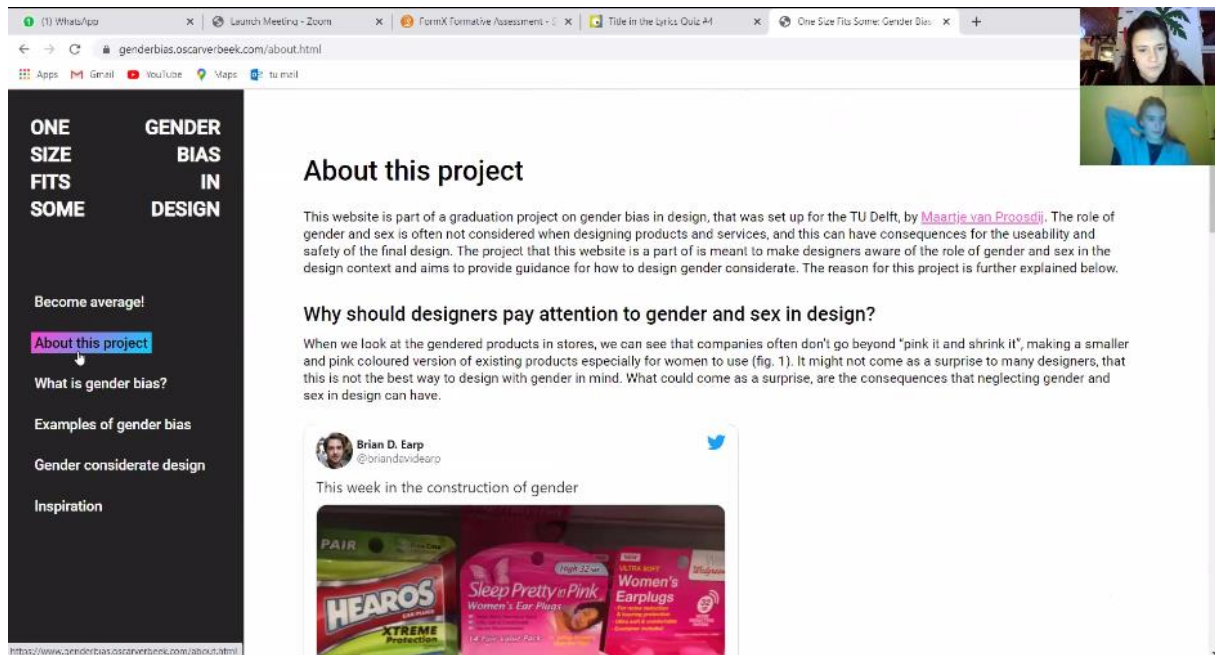 (1) WhatsApp
Launch Meeting - Zoom
FormX Formative Assessment - S
Title in the Lyrics Quiz #4
One Size Fits Some: Gender Bias
genderbias.oscarverbeek.com/about.html
Apps
Gmail
YouTube
Maps
tu mail
ONE GENDER
SIZE BIAS
FITS IN
SOME DESIGN
Become average!
About this project
What is gender bias?
Examples of gender bias
Gender considerate design
Inspiration
About this project
This website is part of a graduation project on gender bias in design, that was set up for the TU Delft, by Maartje van Proosdij. The role of
gender and sex is often not considered when designing products and services, and this can have consequences for the useability and
safety of the final design. The project that this website is a part of is meant to make designers aware of the role of gender and sex in the
design context and aims to provide guidance for how to design gender considerate. The reason for this project is further explained below.
Why should designers pay attention to gender and sex in design?
When we look at the gendered products in stores, we can see that companies often don't go beyond “pink it and shrink it”, making a smaller
and pink coloured version of existing products especially for women to use (fig. 1). It might not come as a surprise to many designers, that
this is not the best way to design with gender in mind. What could come as a surprise, are the consequences that neglecting gender and
sex in design can have.
Brian D. Earp
@briandavidearp
This week in the construction of gender
PAIR
HEAROS
EAR PLUGS
XTREME
Protection
High 32
Sleep Pretty in Pink
Women's Ear Plugs
14 Pair Value Pack
ULTRA SOFT
Women's
Earplugs
https://www.genderbias.oscarverbeek.com/about.html